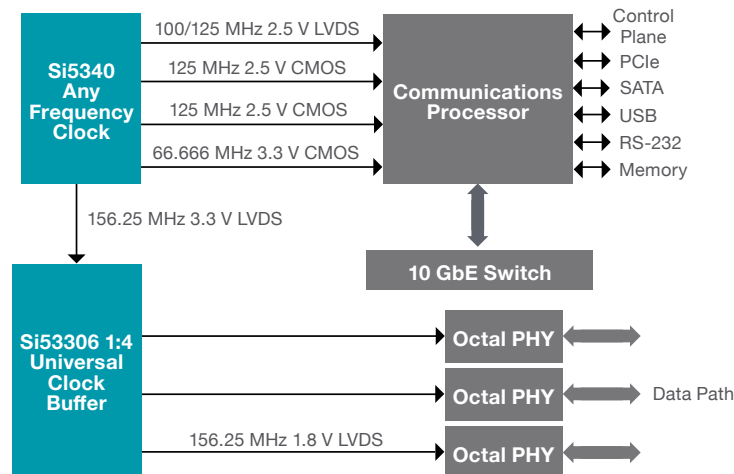 Si5340
Any
Frequency
Clock
100/125 MHz 2.5 V LVDS
125 MHz 2.5 V CMOS
125 MHz 2.5 V CMOS
66.666 MHz 3.3 V CMOS
Communications
Processor
Control
Plane
PCIe
SATA
USB
RS-232
Memory
156.25 MHz 3.3 V LVDS
10 GbE Switch
Si53306 1:4
Universal
Clock
Buffer
Octal PHY
Octal PHY
Data Path
156.25 MHz 1.8 V LVDS
Octal PHY